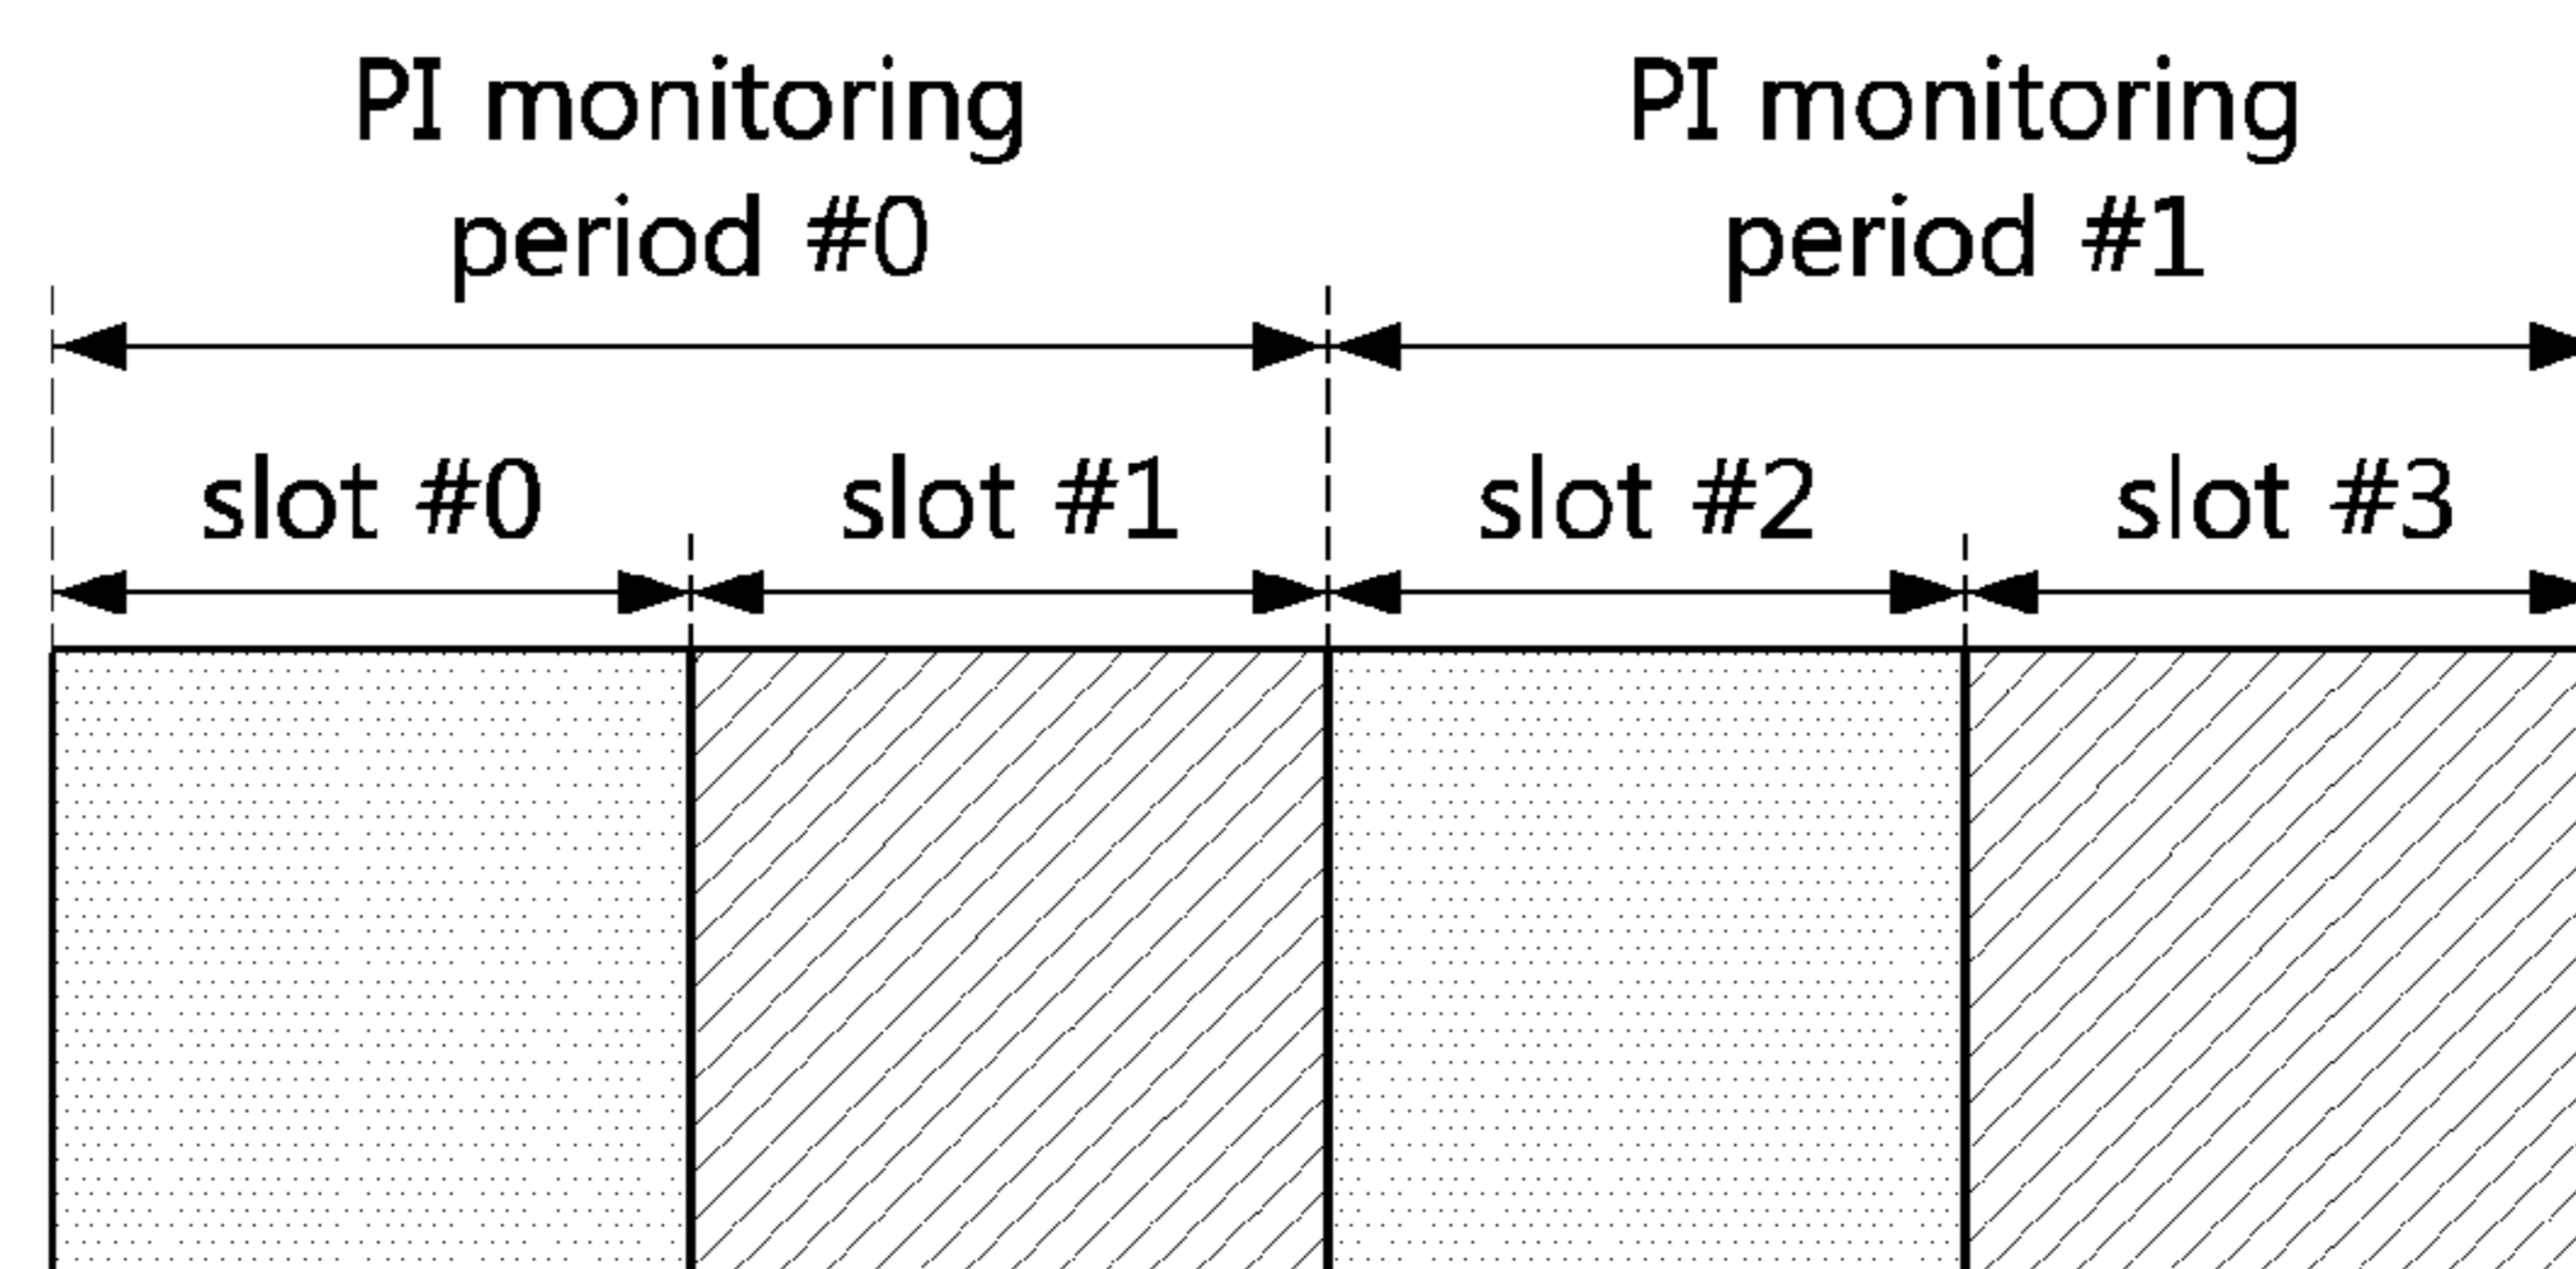 PI monitoring
period #0
PI monitoring
period #1
slot #0
slot #1
slot #2
slot #3